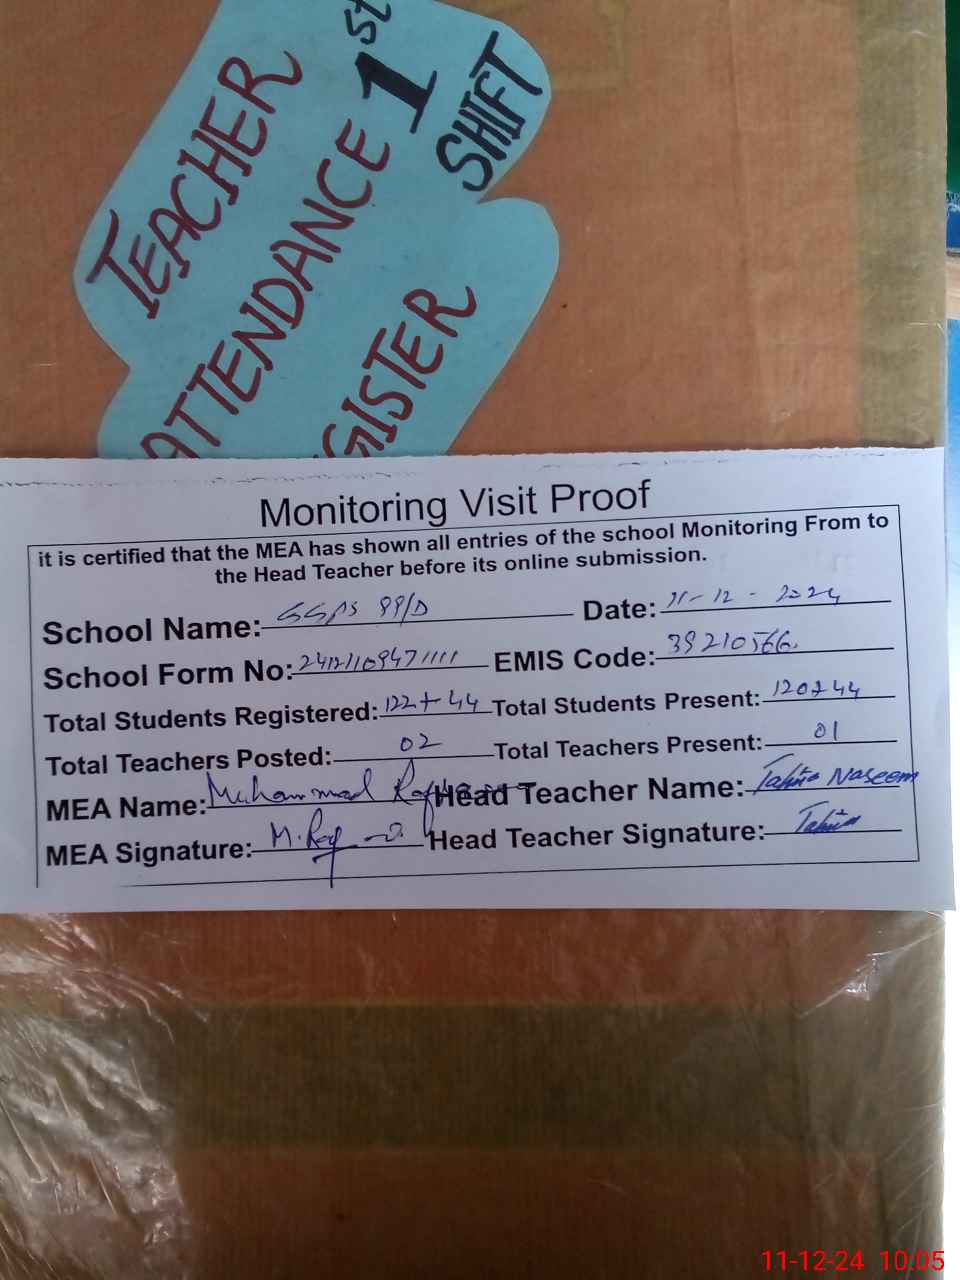 TEACHER
ATTENDANCE 1st
SHIFT
GISTER
Monitoring Visit Proof
it is certified that the MEA has shown all entries of the school Monitoring From to
the Head Teacher before its online submission.
School Name: GGPS 99/D Date: 11-12-2024
School Form No: EMIS Code: 39210566
Total Students Registered: 122+44 Total Students Present: 120+44
Total Teachers Posted: 02 Total Teachers Present: 01
MEA Name: Muhammad Head Teacher Name: Naseem
MEA Signature: Head Teacher Signature:
11-12-24 10:05